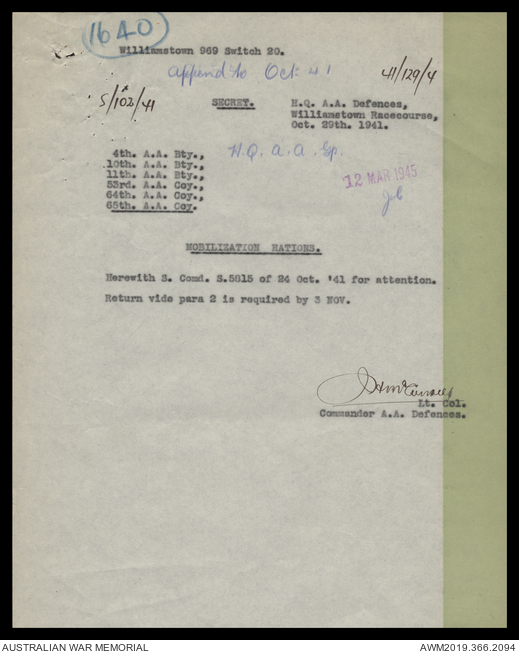 1640
Williamstown 969 Switch 20.
Append to Oct 41
41/129/4
S/102/41
SECRET.
H.Q. A.A. Defences,
Williamstown Racecourse,
Oct. 29th. 1941.
4th. A.A. Bty.,
10th. A.A. Bty.,
11th. A.A. Bty.,
53rd. A.A. Coy.,
64th. A.A. Coy.,
65th. A.A. Coy.
H.Q. A.A. Gp.
12 MAR 1945
MOBILIZATION RATIONS.
Herewith S. Comd. S.5815 of 24 Oct. '41 for attention.
Return vide para 2 is required by 3 NOV.
Lt. Col.
Commander A.A. Defences.
AUSTRALIAN WAR MEMORIAL
AWM2019.366.2094